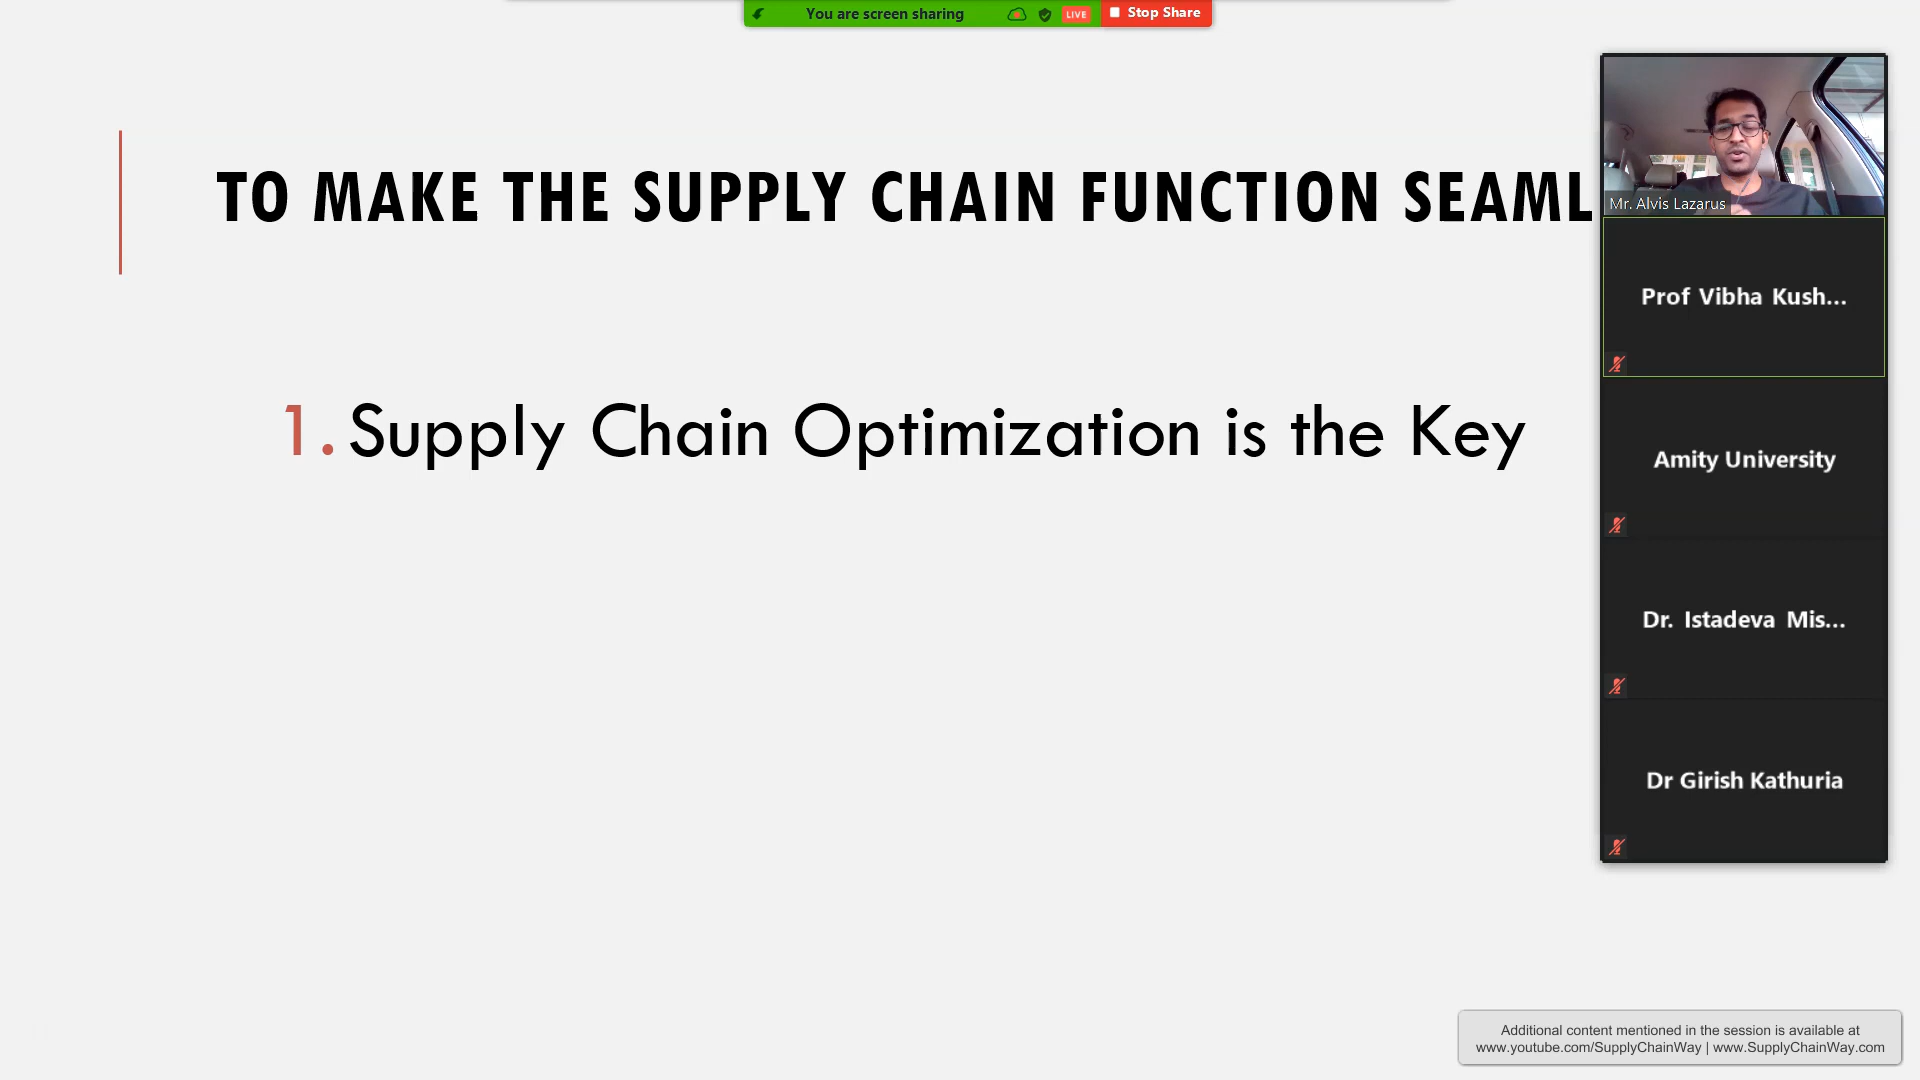 You are screen sharing
LIVE
Stop Share
TO MAKE THE SUPPLY CHAIN FUNCTION SEAML
1. Supply Chain Optimization is the Key
Mr. Alvis Lazarus
Prof Vibha Kush...
Amity University
Dr. Istadeva Mis...
Dr Girish Kathuria
Additional content mentioned in the session is available at
www.youtube.com/SupplyChainWay | www.SupplyChainWay.com